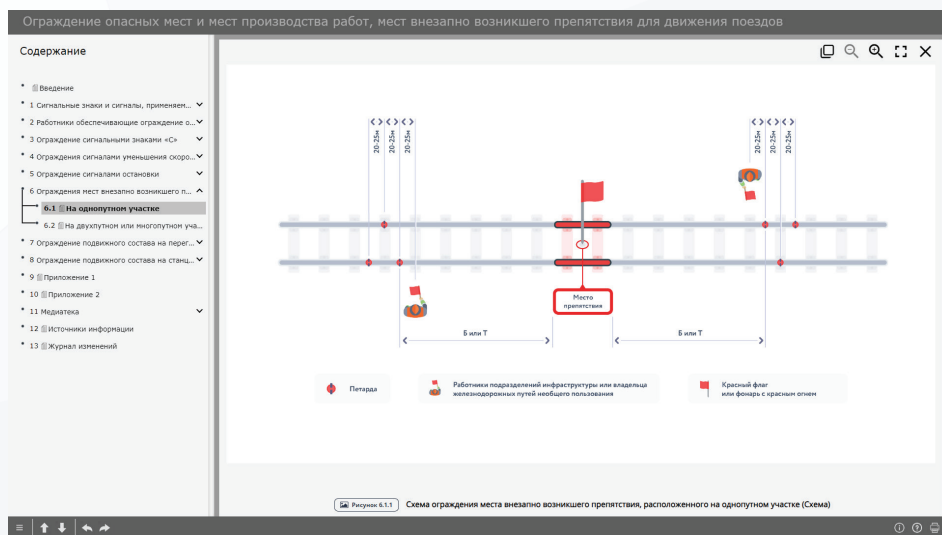 Ограждение опасных мест и мест производства работ, мест внезапно возникшего препятствия для движения поездов
Содержание
Введение
1 Сигнальные знаки и сигналы, применяем...
2 Работники обеспечивающие ограждение о...
3 Ограждение сигнальными знаками «С»
4 Ограждения сигналами уменьшения скоро...
5 Ограждение сигналами остановки
6 Ограждения мест внезапно возникшего п...
6.1 На однопутном участке
6.2 На двухпутном или многопутном уча...
7 Ограждение подвижного состава на перег...
8 Ограждение подвижного состава на станц...
9 Приложение 1
10 Приложение 2
11 Медиатека
12 Источники информации
13 Журнал изменений
20-25м
20-25м
20-25м
20-25м
Место
препятствия
Б или Т
Б или Т
Петарда
Работники подразделений инфраструктуры или владельца
железнодорожных путей необщего пользования
Красный флаг
или фонарь с красным огнем
Рисунок 6.1.1
Схема ограждения места внезапно возникшего препятствия, расположенного на однопутном участке (Схема)